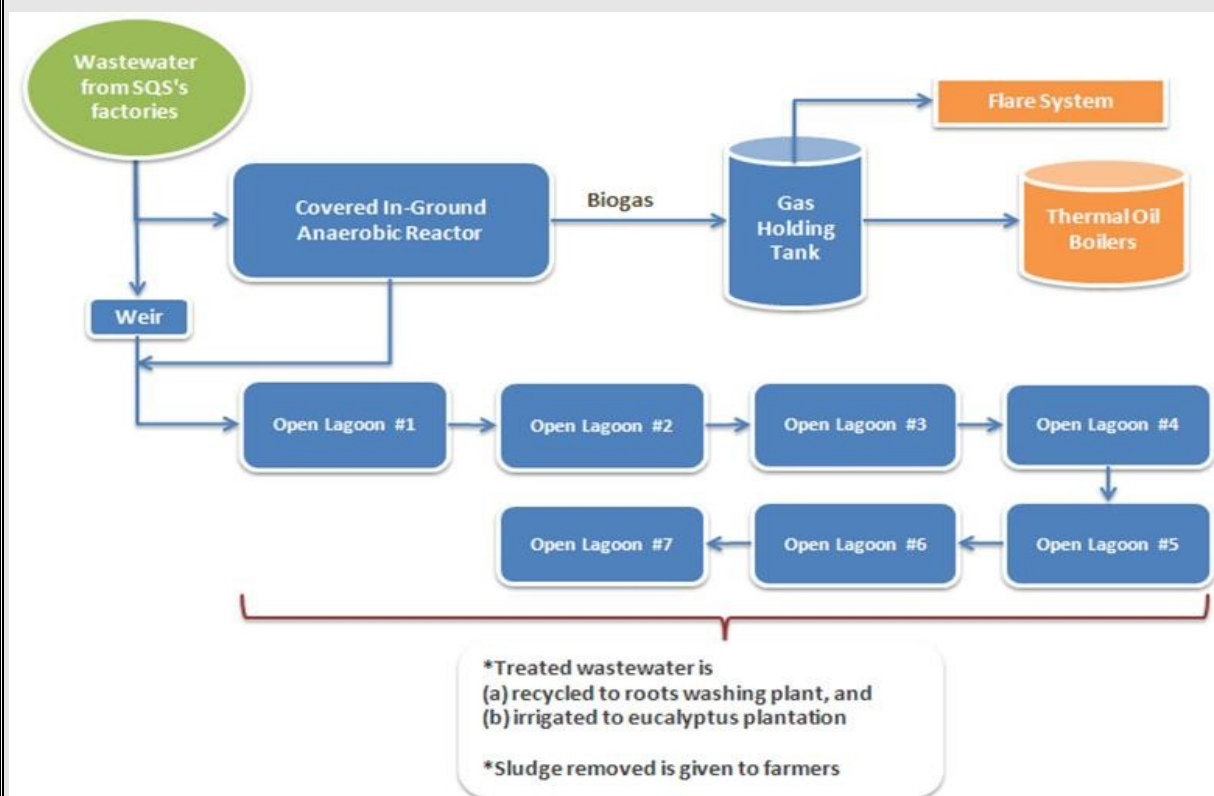 Wastewater
from SQS's
factories
Flare System
Covered In-Ground
Anaerobic Reactor
Biogas
Gas
Holding
Tank
Thermal Oil
Boilers
Weir
Open Lagoon #1
Open Lagoon #2
Open Lagoon #3
Open Lagoon #4
Open Lagoon #7
Open Lagoon #6
Open Lagoon #5
*Treated wastewater is
(a) recycled to roots washing plant, and
(b) irrigated to eucalyptus plantation
*Sludge removed is given to farmers